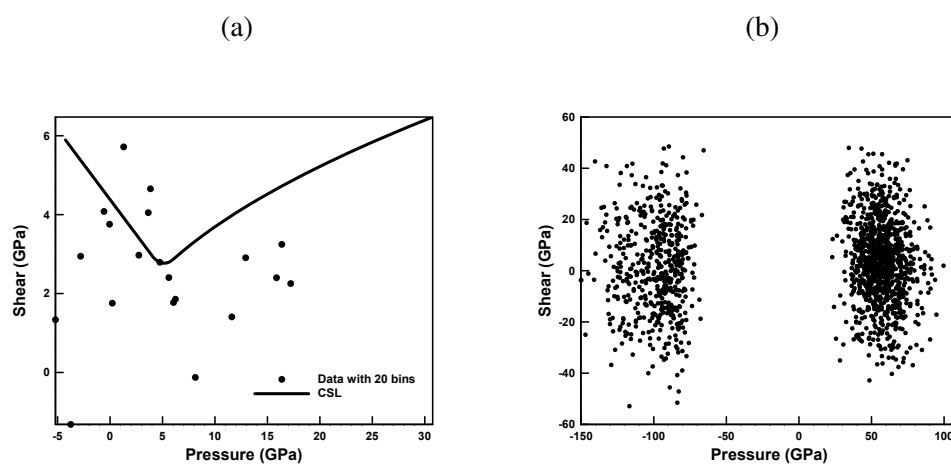 (a)
(b)
6
4
2
0
Shear (GPa)
Data with 20 bins
CSL
-5 0 5 10 15 20 25 30
Pressure (GPa)
60
40
20
0
-20
-40
-60
Shear (GPa)
-150 -100 -50 0 50 100
Pressure (GPa)